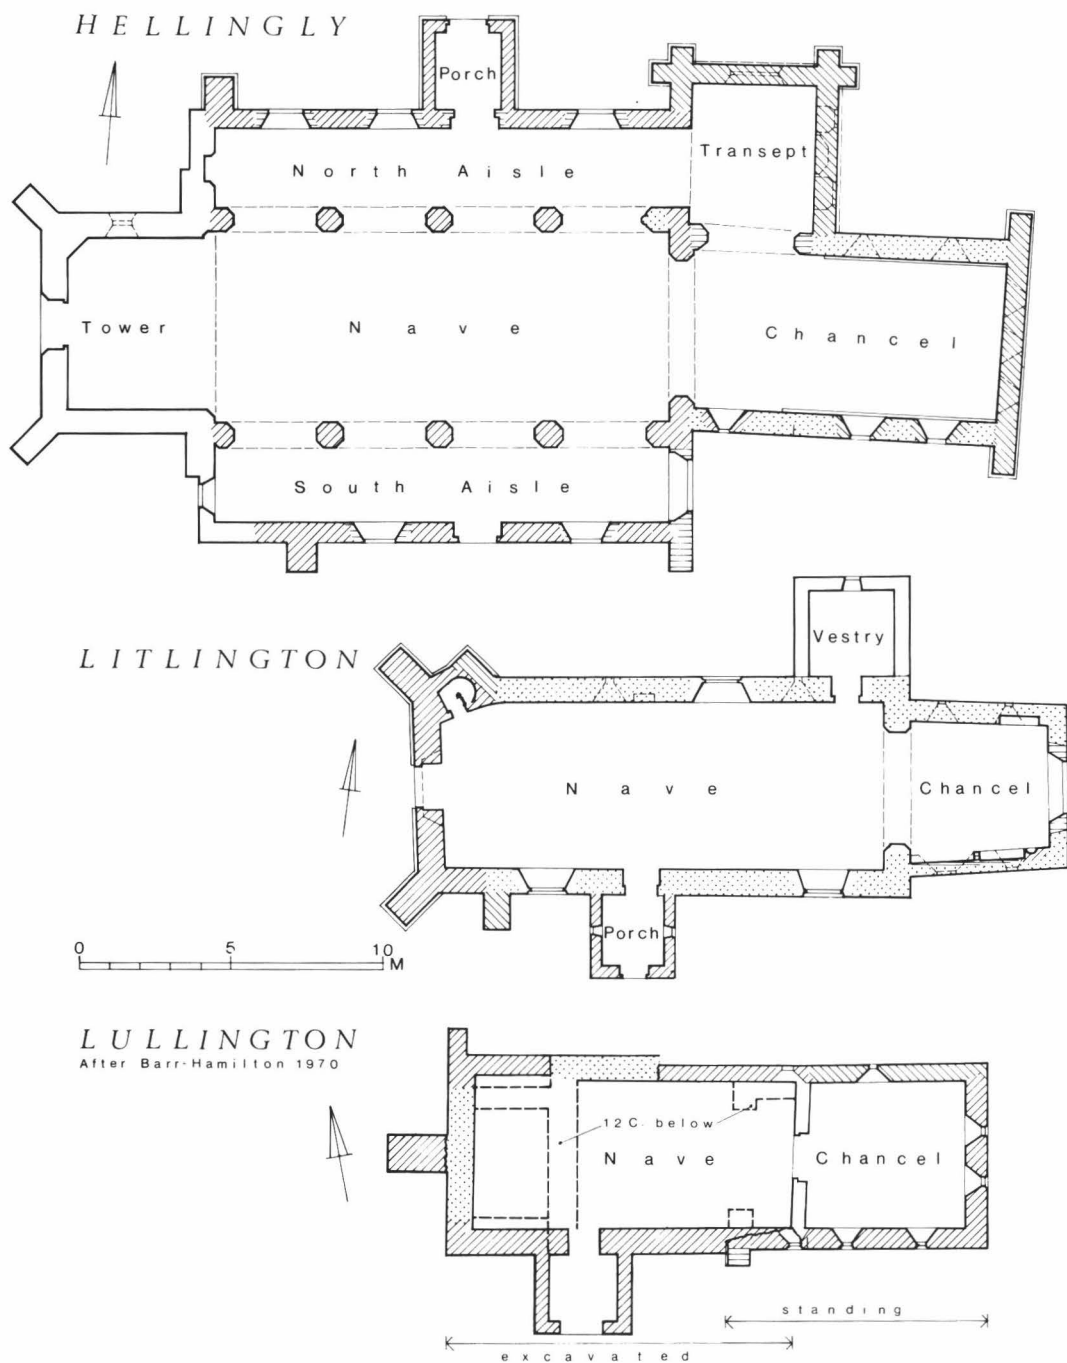 HELLINGLY
Porch
Transept
North Aisle
Tower
Nave
Chancel
South Aisle
LITLINGTON
Vestry
Nave
Chancel
Porch
0 5 10 M
LULLINGTON
After Barr-Hamilton 1970
12C. below
Nave
Chancel
standing
excavated